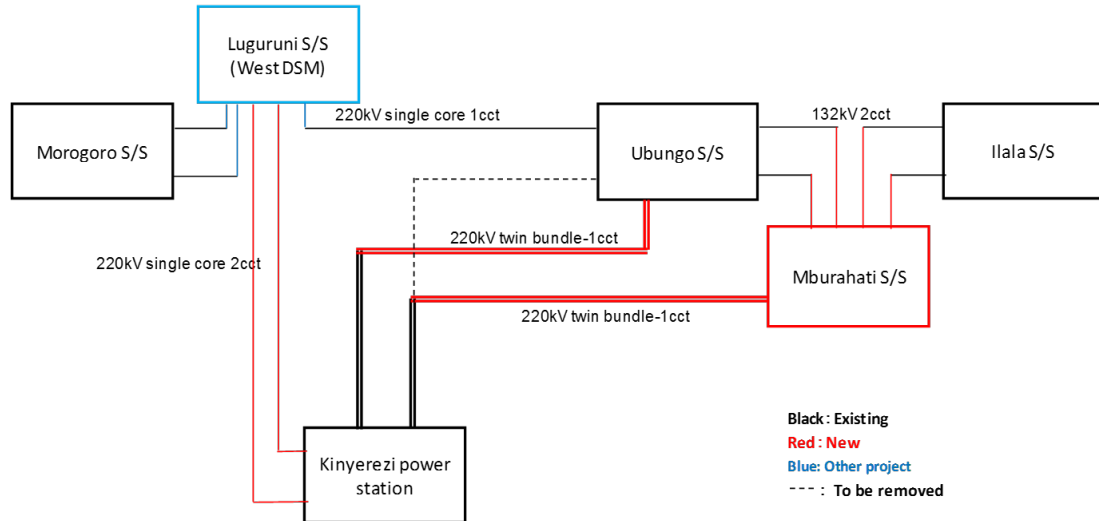 Luguruni S/S
(West DSM)
Morogoro S/S
220kV single core 1cct
Ubungo S/S
132kV 2cct
Ilala S/S
220kV twin bundle-1cct
220kV single core 2cct
Mburahati S/S
220kV twin bundle-1cct
Kinyerezi power
station
Black: Existing
Red: New
Blue: Other project
----: To be removed